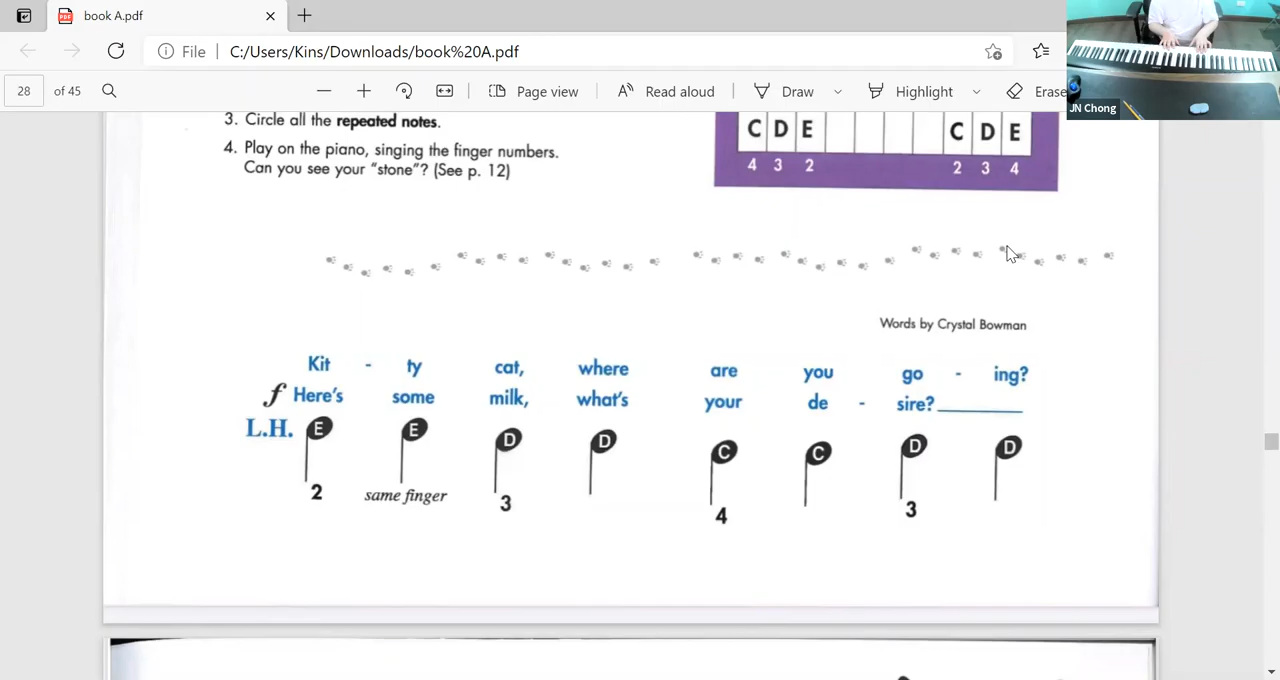 book A.pdf
File C:/Users/Kins/Downloads/book%20A.pdf
28 of 45 Page view Read aloud Draw Highlight Erase
JN Chong
3. Circle all the repeated notes.
4. Play on the piano, singing the finger numbers.
Can you see your "stone"? (See p. 12)
C D E C D E
4 3 2 2 3 4
Words by Crystal Bowman
Kit - ty cat, where are you go - ing?
f Here's some milk, what's your de - sire?
L.H. E E D D C C D D
2 same finger 3 4 3